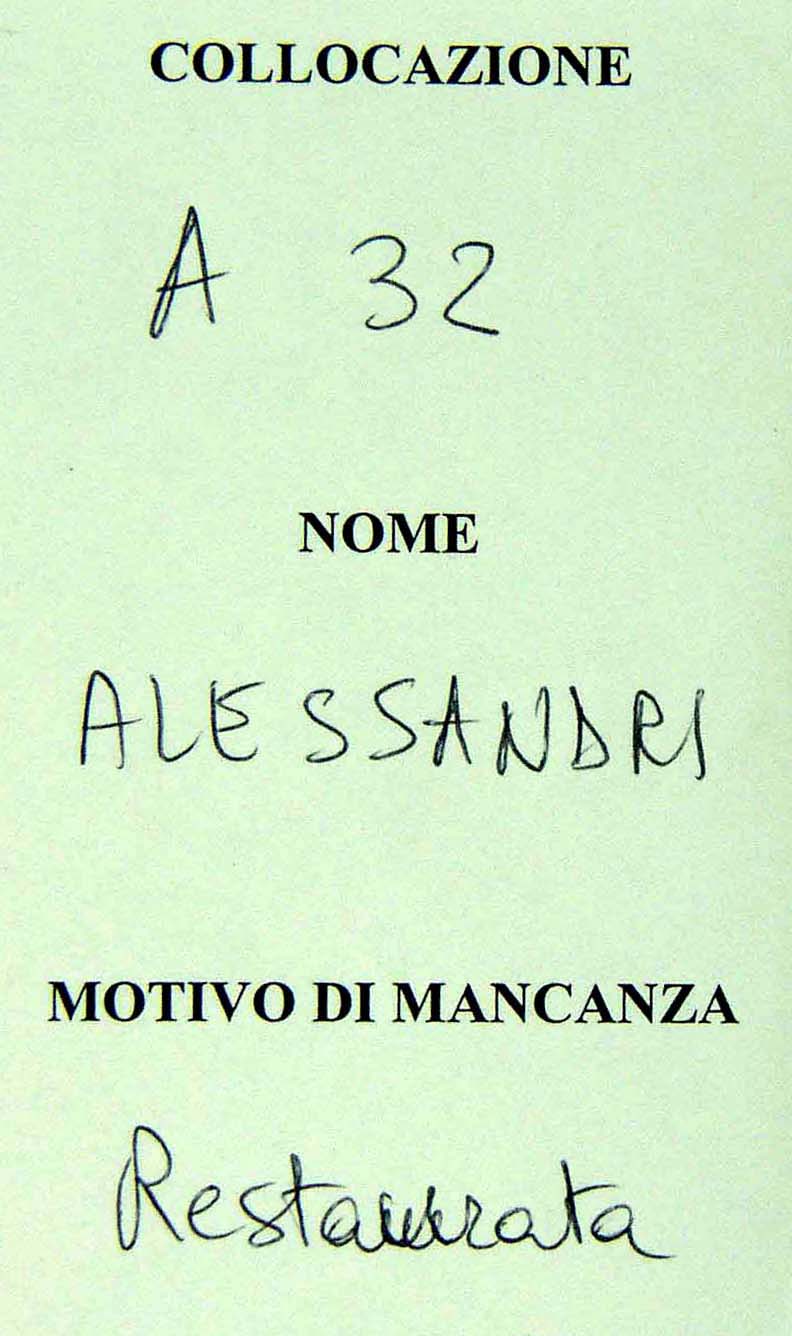 COLLOCAZIONE
A 32
NOME
ALESSANDRI
MOTIVO DI MANCANZA
Restaurata